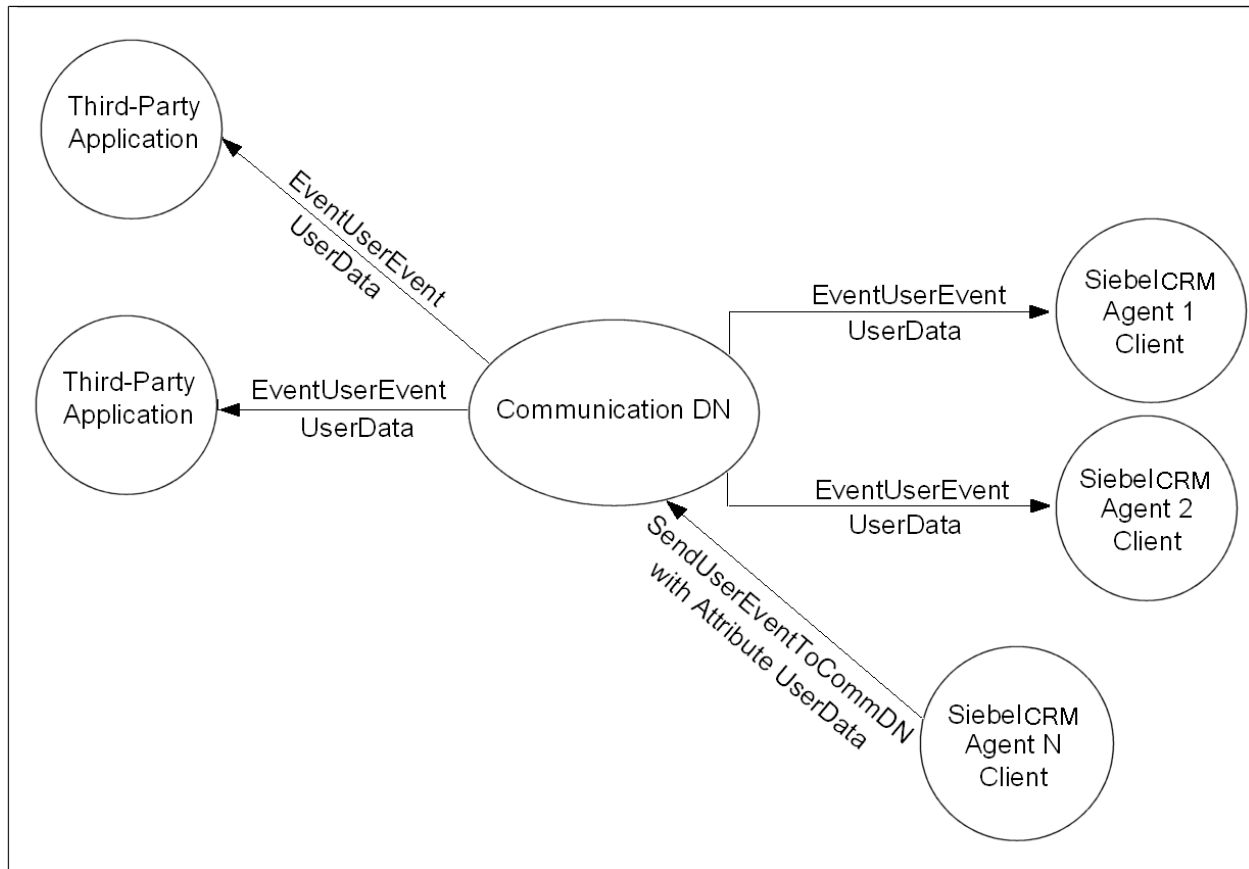 Third-Party
Application
EventUserEvent
UserData
Third-Party
Application
EventUserEvent
UserData
Communication DN
EventUserEvent
UserData
SiebelCRM
Agent 1
Client
EventUserEvent
UserData
SiebelCRM
Agent 2
Client
SendUserEventToCommDN
with Attribute UserData
SiebelCRM
Agent N
Client